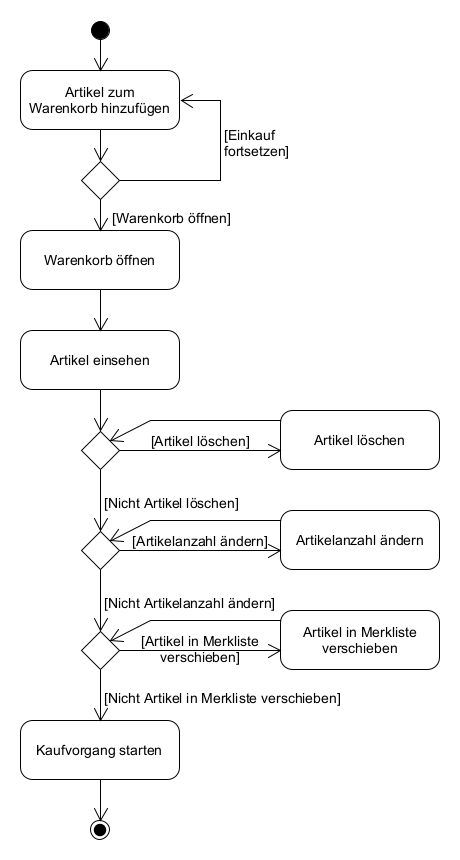 Artikel zum
Warenkorb hinzufügen
[Einkauf
fortsetzen]
[Warenkorb öffnen]
Warenkorb öffnen
Artikel einsehen
[Artikel löschen]
Artikel löschen
[Nicht Artikel löschen]
[Artikelanzahl ändern]
Artikelanzahl ändern
[Nicht Artikelanzahl ändern]
[Artikel in Merkliste
verschieben]
Artikel in Merkliste
verschieben
[Nicht Artikel in Merkliste verschieben]
Kaufvorgang starten